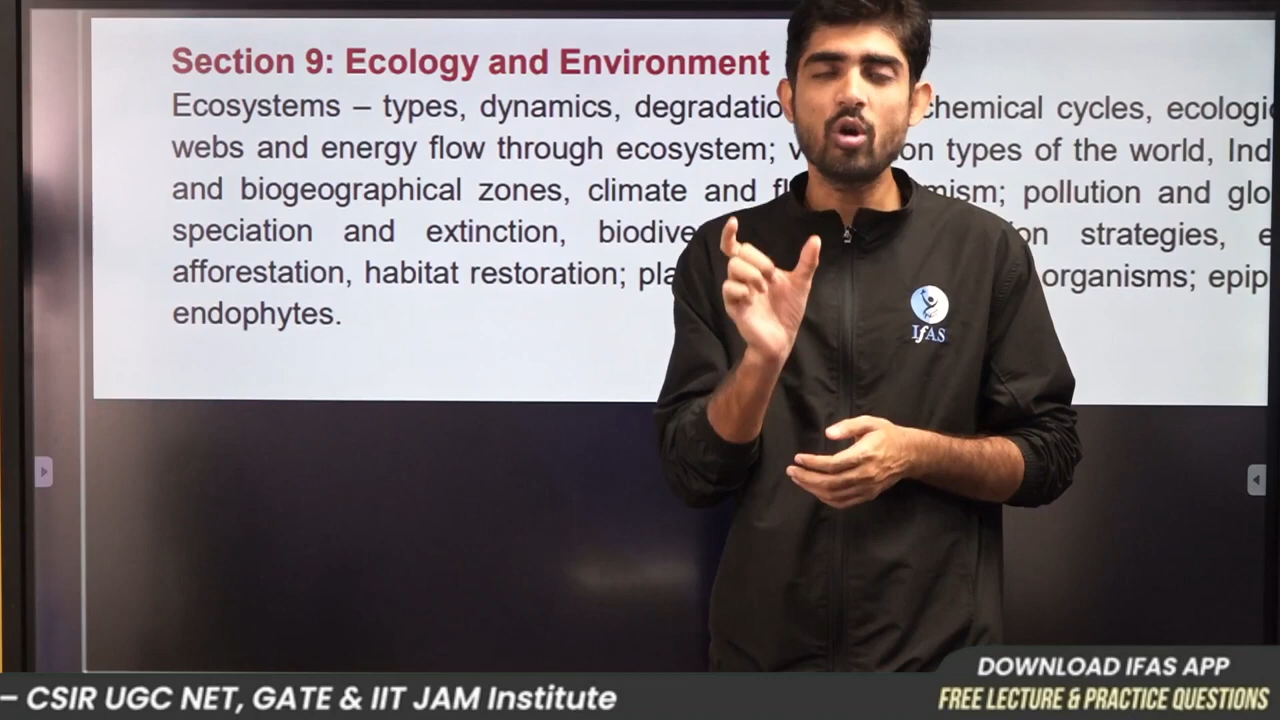 Section 9: Ecology and Environment
Ecosystems – types, dynamics, degradatio chemical cycles, ecologi
webs and energy flow through ecosystem; v on types of the world, Ind
and biogeographical zones, climate and fl mism; pollution and glo
speciation and extinction, biodive on strategies, e
afforestation, habitat restoration; pla organisms; epip
endophytes.
IfAS
DOWNLOAD IFAS APP
– CSIR UGC NET, GATE & IIT JAM Institute
FREE LECTURE & PRACTICE QUESTIONS